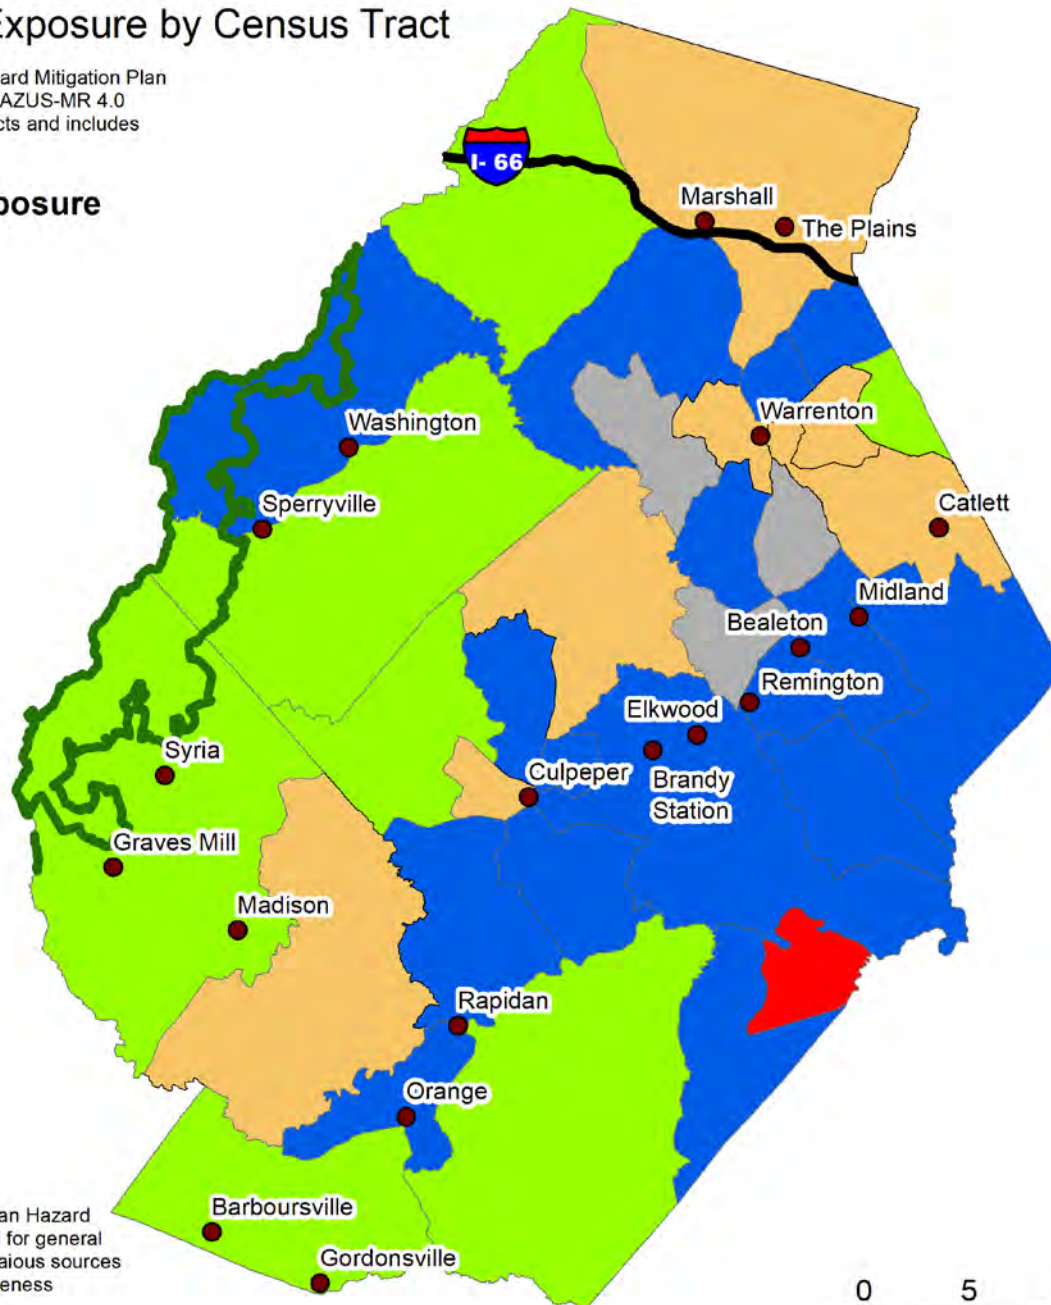 Exposure by Census Tract
ard Mitigation Plan
AZUS-MR 4.0
cts and includes
posure
I- 66
Marshall
The Plains
Washington
Warrenton
Sperryville
Catlett
Midland
Bealeton
Remington
Elkwood
Syria
Culpeper
Brandy
Station
Graves Mill
Madison
Rapidan
Orange
Barboursville
Gordonsville
an Hazard
for general
aious sources
eness
0 5